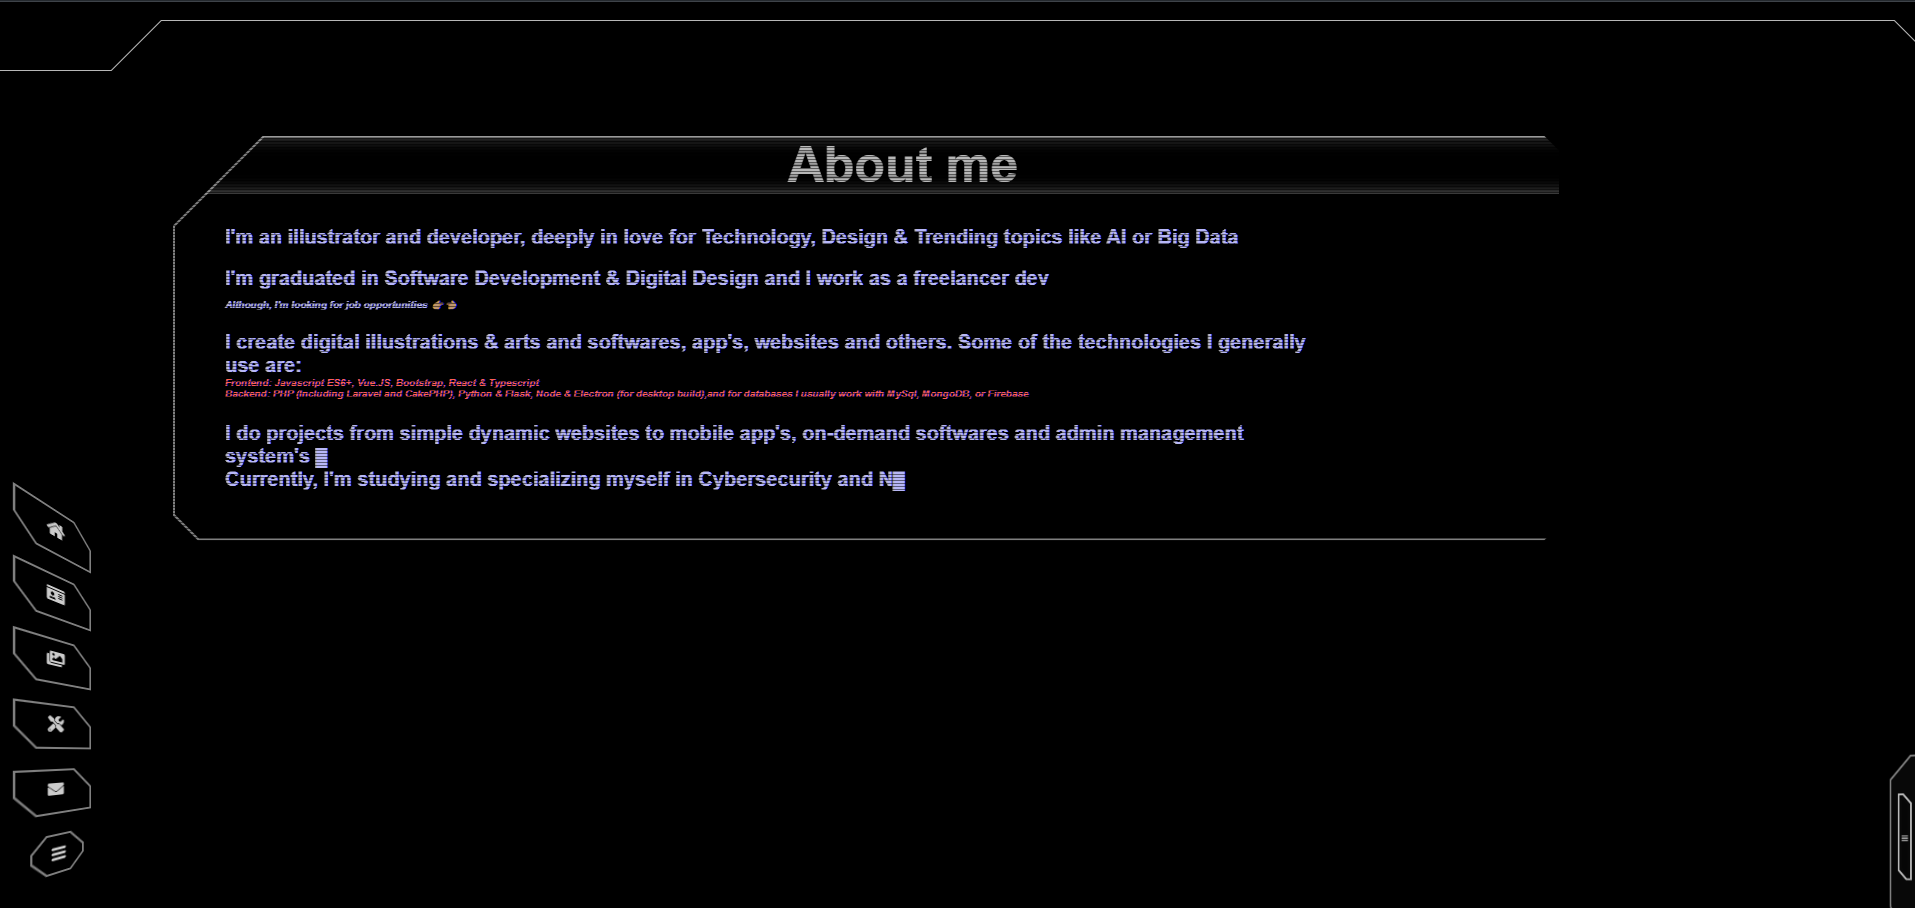 About me
I'm an illustrator and developer, deeply in love for Technology, Design & Trending topics like AI or Big Data
I'm graduated in Software Development & Digital Design and I work as a freelancer dev
Although, I'm looking for job opportunities
I create digital illustrations & arts and softwares, app's, websites and others. Some of the technologies I generally
use are:
Frontend: Javascript ES6+, Vue.JS, Bootstrap, React & Typescript
Backend: PHP (Including Laravel and CakePHP), Python & Flask, Node & Electron (for desktop build),and for databases I usually work with MySql, MongoDB, or Firebase
I do projects from simple dynamic websites to mobile app's, on-demand softwares and admin management
system's
Currently, I'm studying and specializing myself in Cybersecurity and N